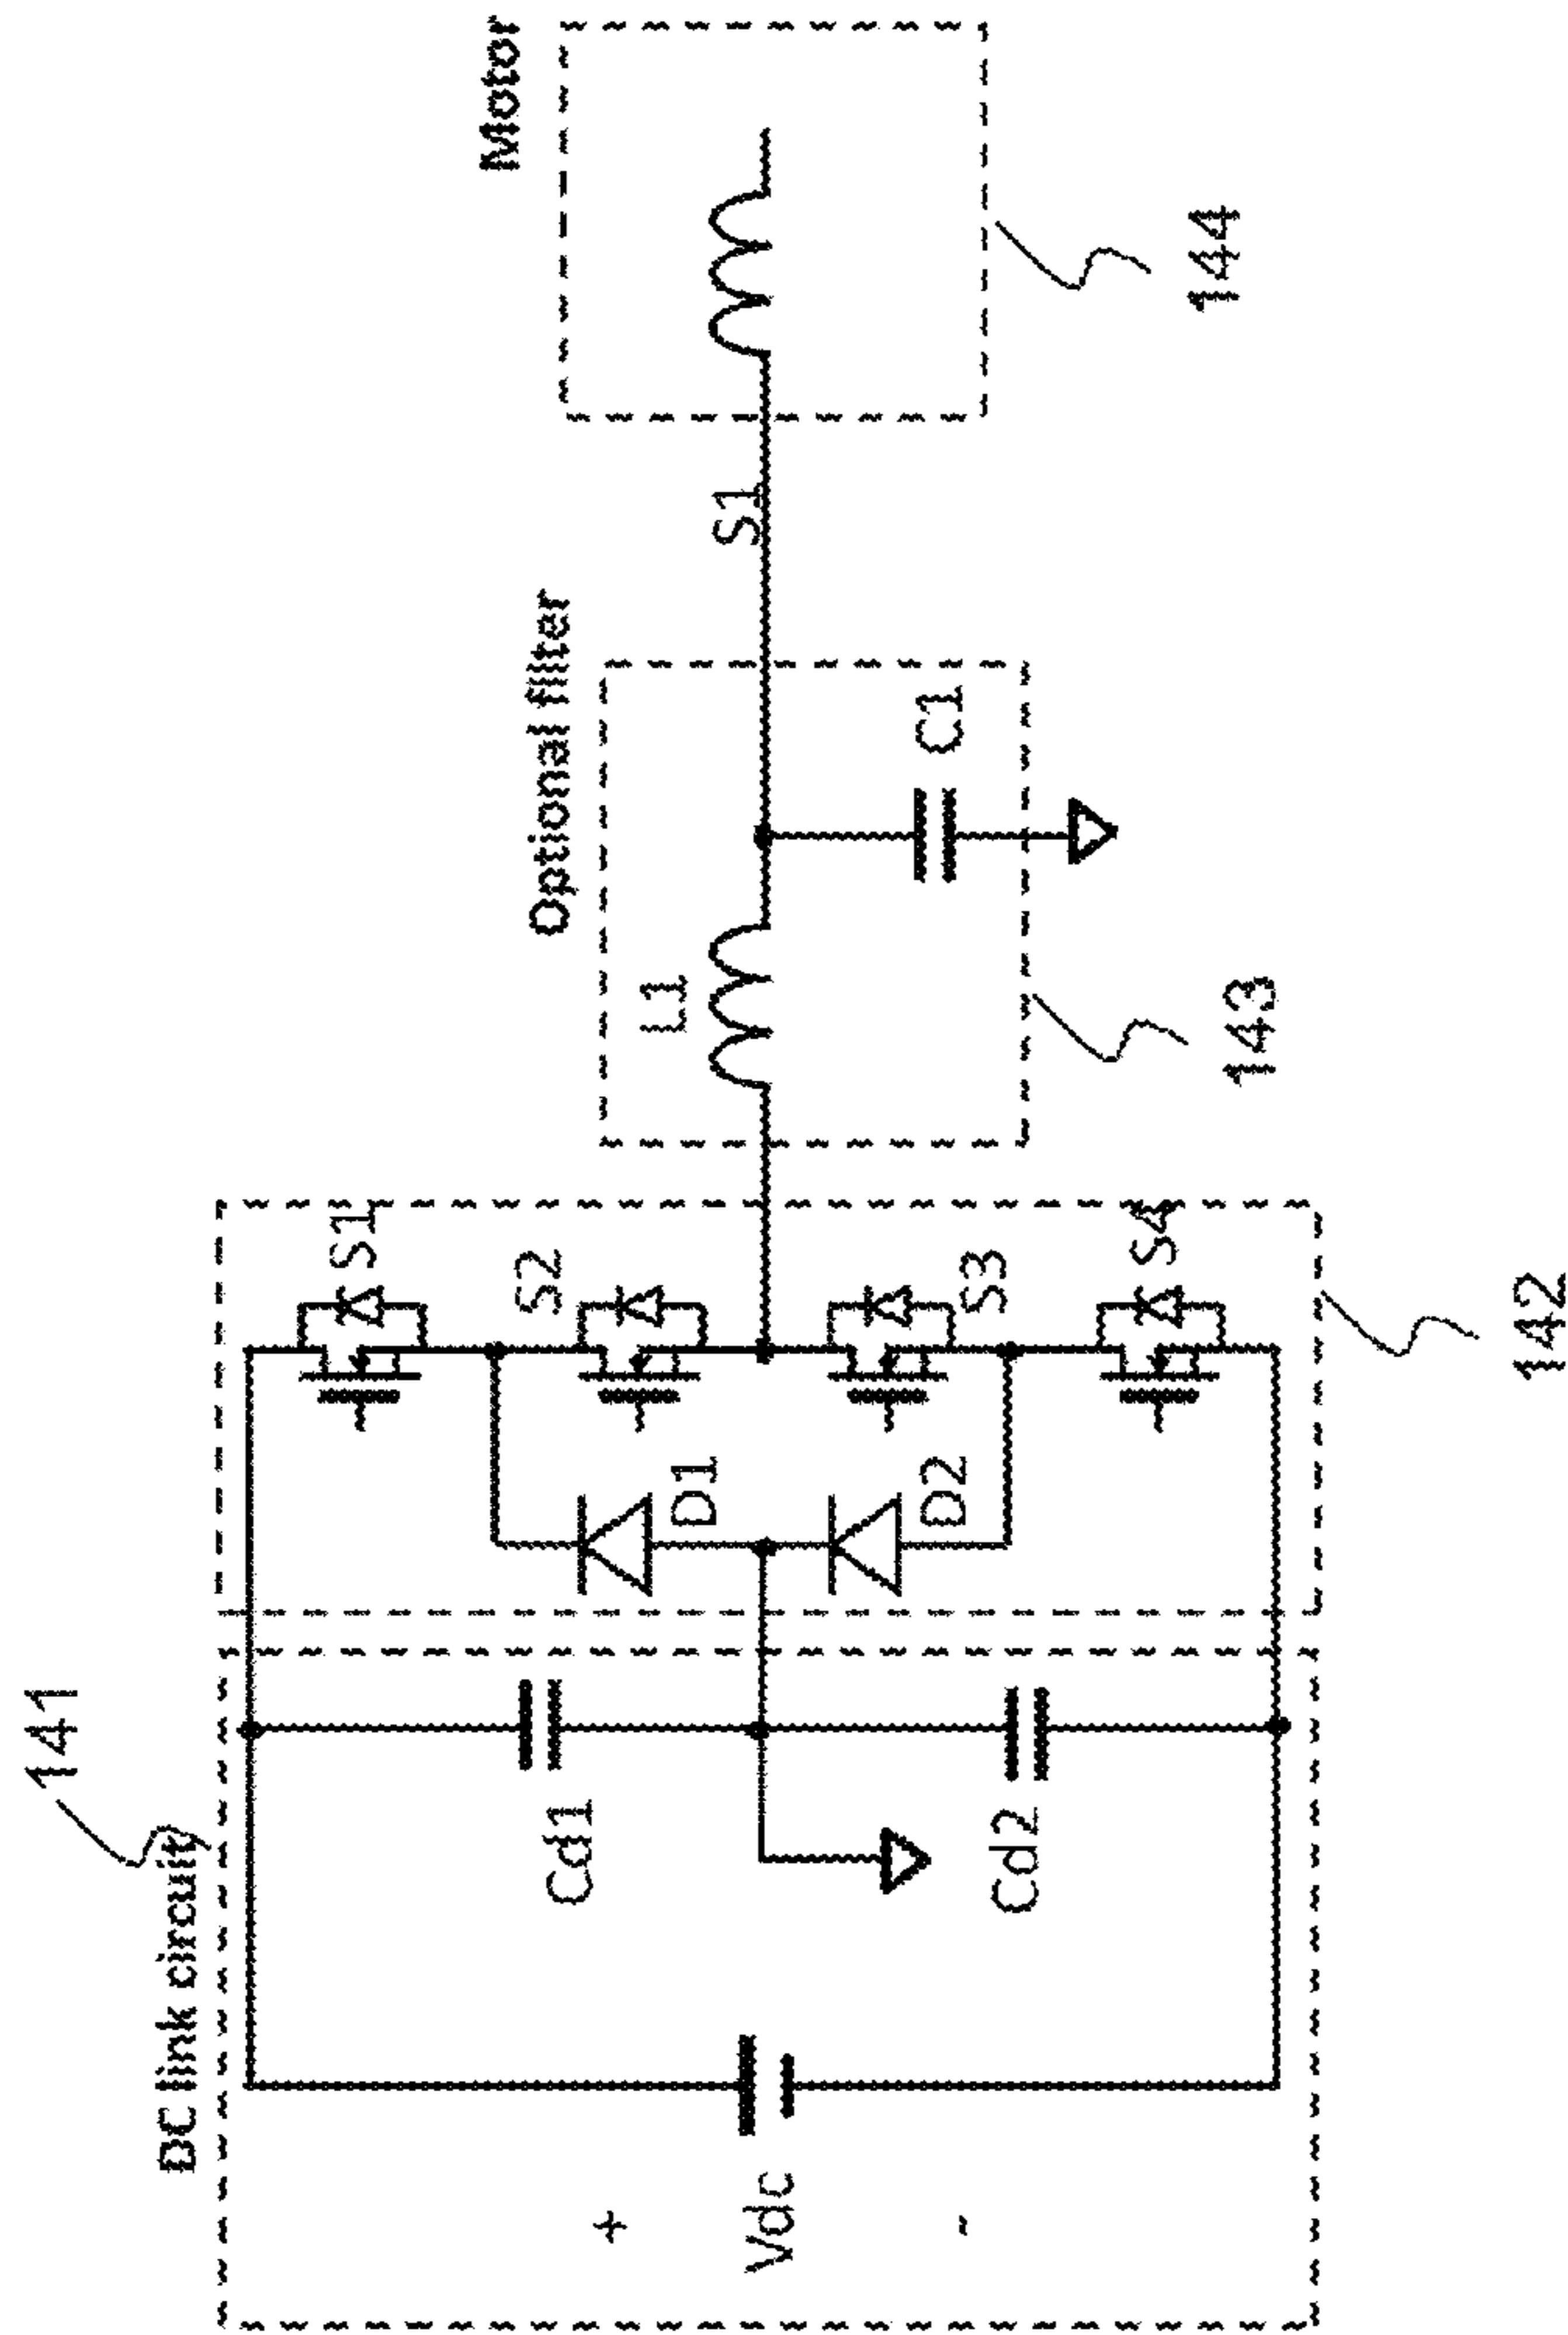 141
DC link circuit
+
Vdc
-
Cd1
Cd2
D1
D2
S1
S2
S3
S4
142
Optional filter
L1
C1
143
S1
Motor
144